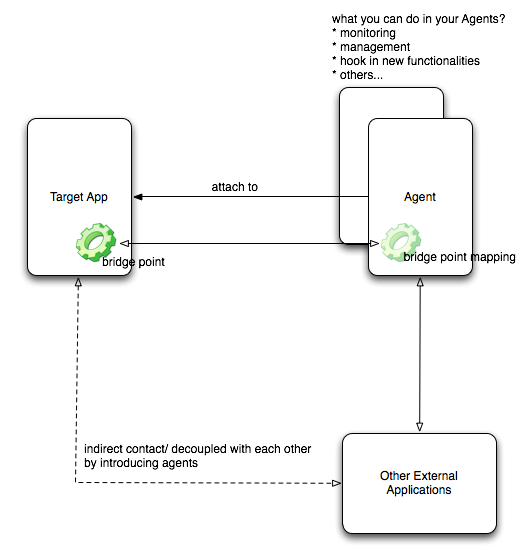 what you can do in your Agents?
* monitoring
* management
* hook in new functionalities
* others...
Target App
attach to
Agent
bridge point
bridge point mapping
indirect contact/ decoupled with each other
by introducing agents
Other External
Applications